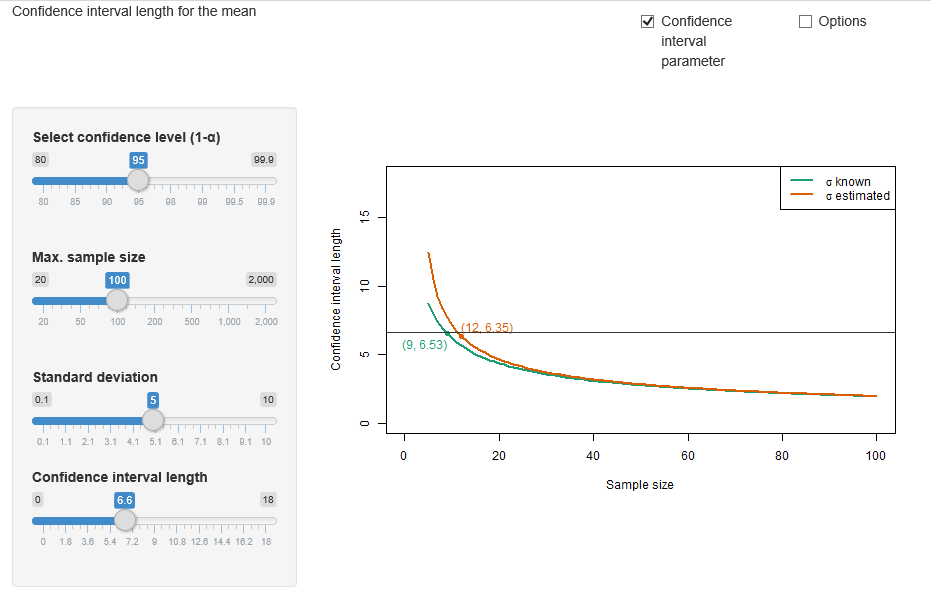 Confidence interval length for the mean
Confidence
interval
parameter
Options
Select confidence level (1-α)
80 95 99.9
80 85 90 95 98 99 99.5 99.9
Max. sample size
20 100 2,000
20 50 100 200 500 1,000 2,000
Standard deviation
0.1 5 10
0.1 1.1 2.1 3.1 4.1 5.1 6.1 7.1 8.1 9.1 10
Confidence interval length
0 6.6 18
0 1.8 3.6 5.4 7.2 9 10.8 12.6 14.4 16.2 18
σ known
σ estimated
Confidence interval length
15
10
5
0
(12, 6.35)
(9, 6.53)
0 20 40 60 80 100
Sample size